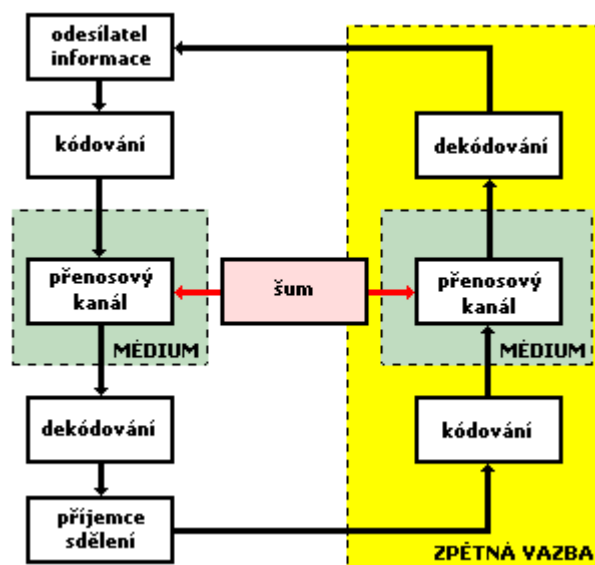 odesílatel
informace
kódování
dekódování
přenosový
kanál
MÉDIUM
šum
přenosový
kanál
MÉDIUM
dekódování
kódování
příjemce
sdělení
ZPĚTNÁ VAZBA